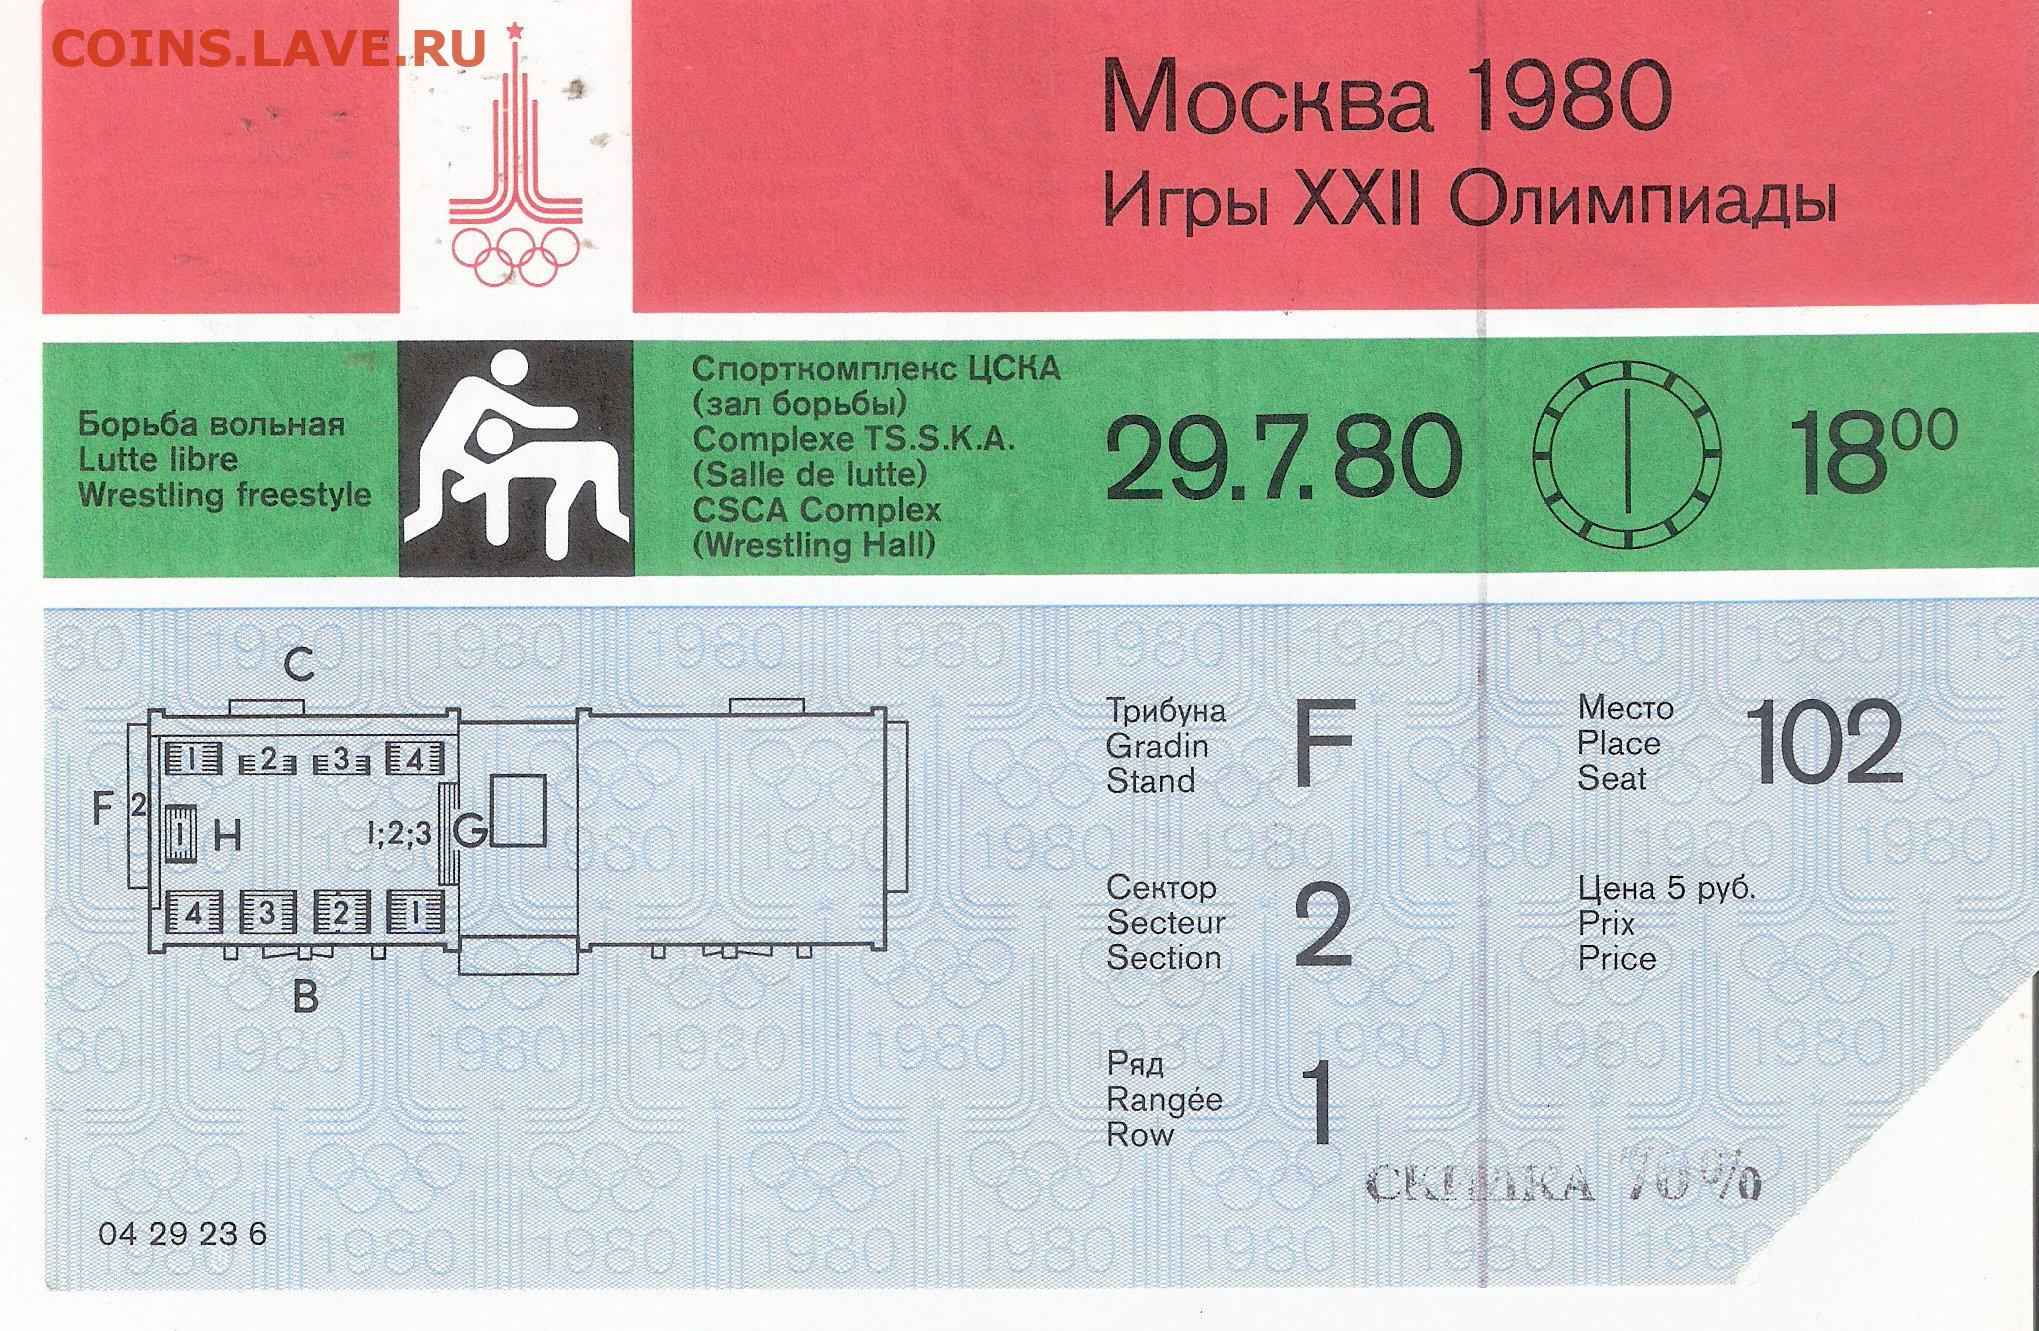 COINS.LAVE.RU
Москва 1980
Игры XXII Олимпиады
Борьба вольная
Lutte libre
Wrestling freestyle
Спорткомплекс ЦСКА
(зал борьбы)
Complexe TS.S.K.A.
(Salle de lutte)
CSCA Complex
(Wrestling Hall)
29.7.80
18⁰⁰
C
1 2 3 4
F 2 1 H 1;2;3 G
4 3 2 1
B
Трибуна
Gradin
Stand
F
Место
Place
Seat
102
Сектор
Secteur
Section
2
Цена 5 руб.
Prix
Price
Ряд
Rangée
Row
1
СКИДКА 70%
04 29 23 6